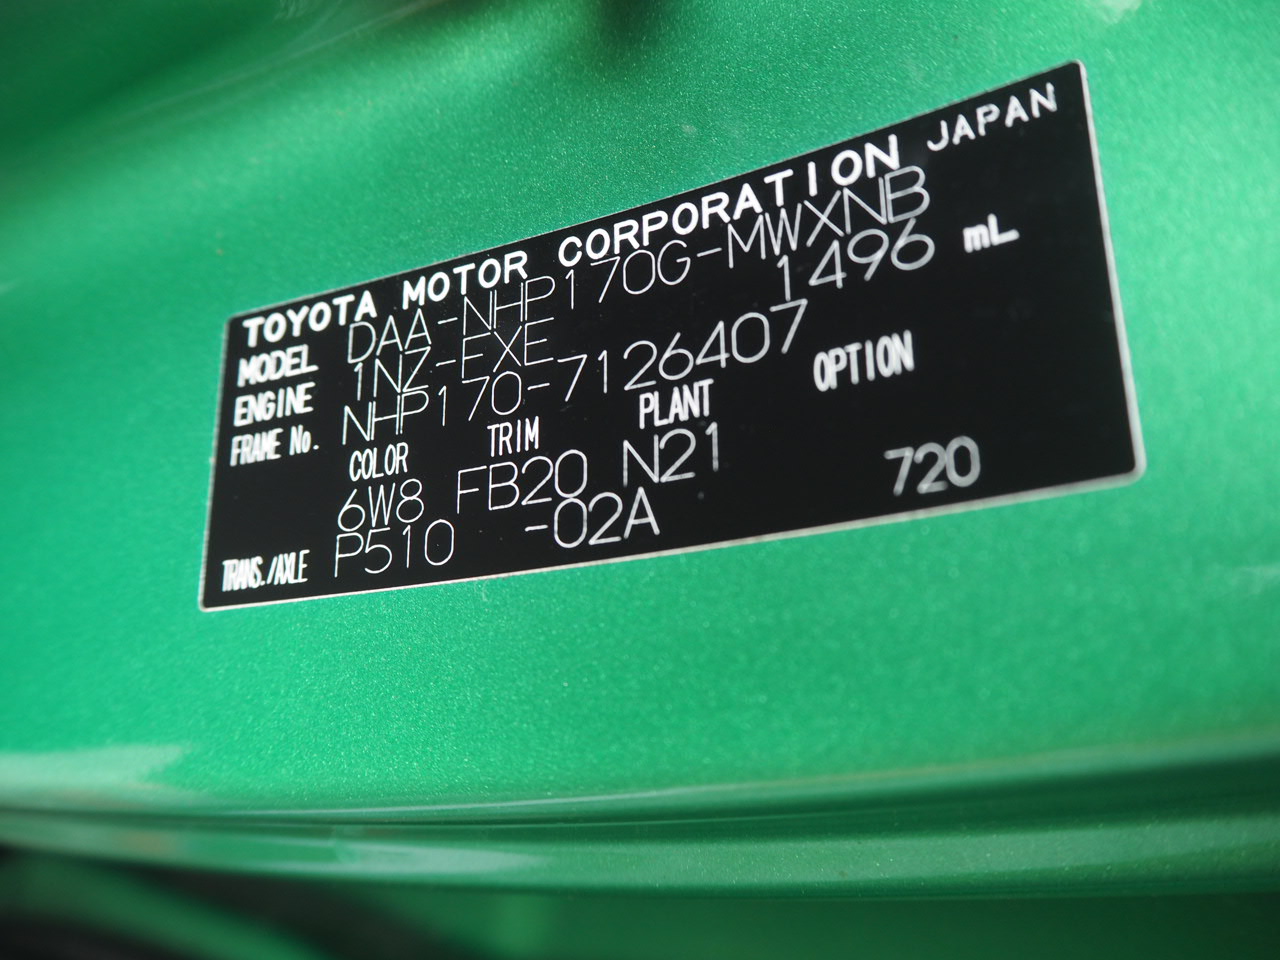 TOYOTA MOTOR CORPORATION JAPAN
MODEL DAA-NHP170G-MWXNB
ENGINE 1NZ-EXE 1496 mL
FRAME No. NHP170-7126407
COLOR TRIM PLANT OPTION
6W8 FB20 N21
TRANS./AXLE P510 -02A 720